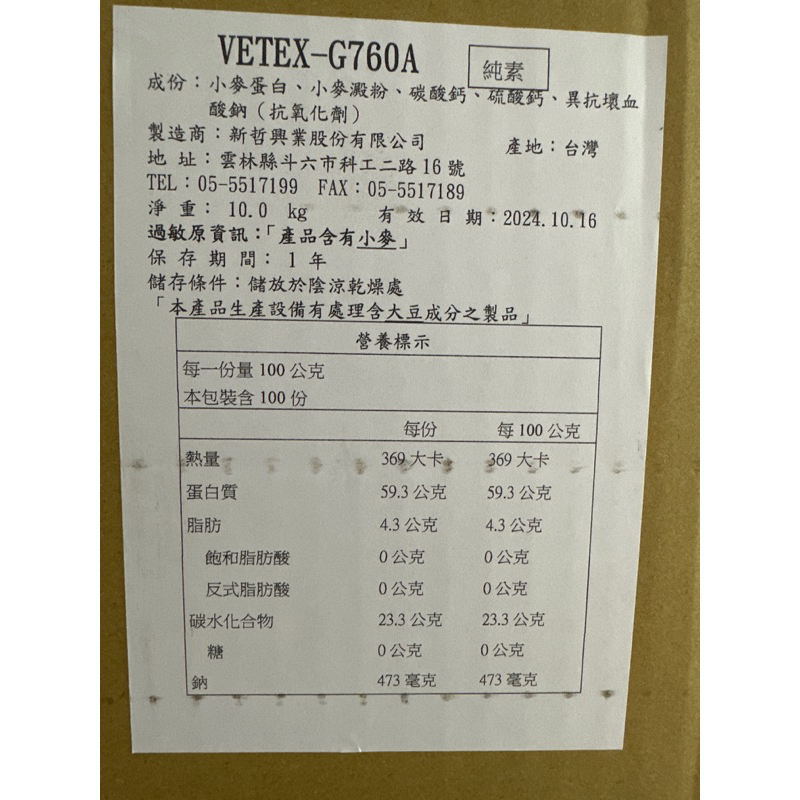 VETEX-G760A
純素
成份：小麥蛋白、小麥澱粉、碳酸鈣、硫酸鈣、異抗壞血
酸鈉（抗氧化劑）
製造商：新哲興業股份有限公司 產地：台灣
地 址：雲林縣斗六市科工二路 16 號
TEL：05-5517199 FAX：05-5517189
淨 重： 10.0 kg 有 效 日 期：2024.10.16
過敏原資訊：「產品含有小麥」
保 存 期 間： 1 年
儲存條件：儲放於陰涼乾燥處
「本產品生產設備有處理含大豆成分之製品」
營養標示
每一份量 100 公克
本包裝含 100 份
每份 每 100 公克
熱量 369 大卡 369 大卡
蛋白質 59.3 公克 59.3 公克
脂肪 4.3 公克 4.3 公克
飽和脂肪酸 0 公克 0 公克
反式脂肪酸 0 公克 0 公克
碳水化合物 23.3 公克 23.3 公克
糖 0 公克 0 公克
鈉 473 毫克 473 毫克